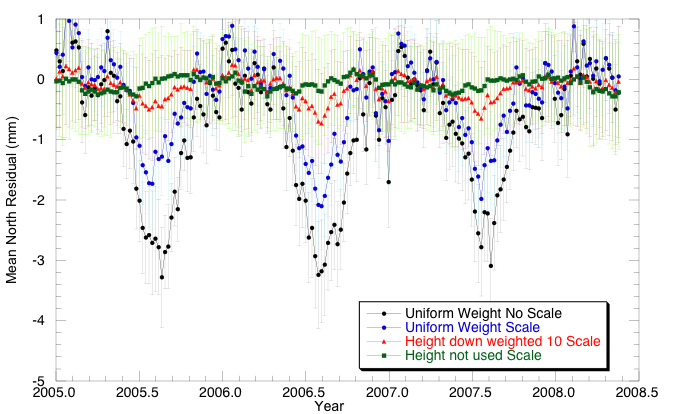 1
0
-1
-2
-3
-4
-5
Mean North Residual (mm)
Uniform Weight No Scale
Uniform Weight Scale
Height down weighted 10 Scale
Height not used Scale
2005.0 2005.5 2006.0 2006.5 2007.0 2007.5 2008.0 2008.5
Year